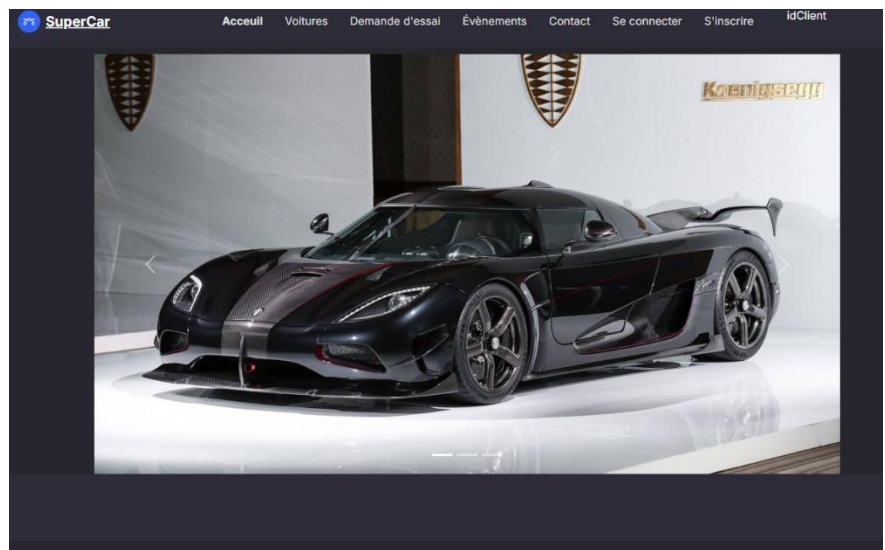 SuperCar
Acceuil Voitures Demande d'essai Évènements Contact Se connecter S'inscrire idClient
Koenigsegg